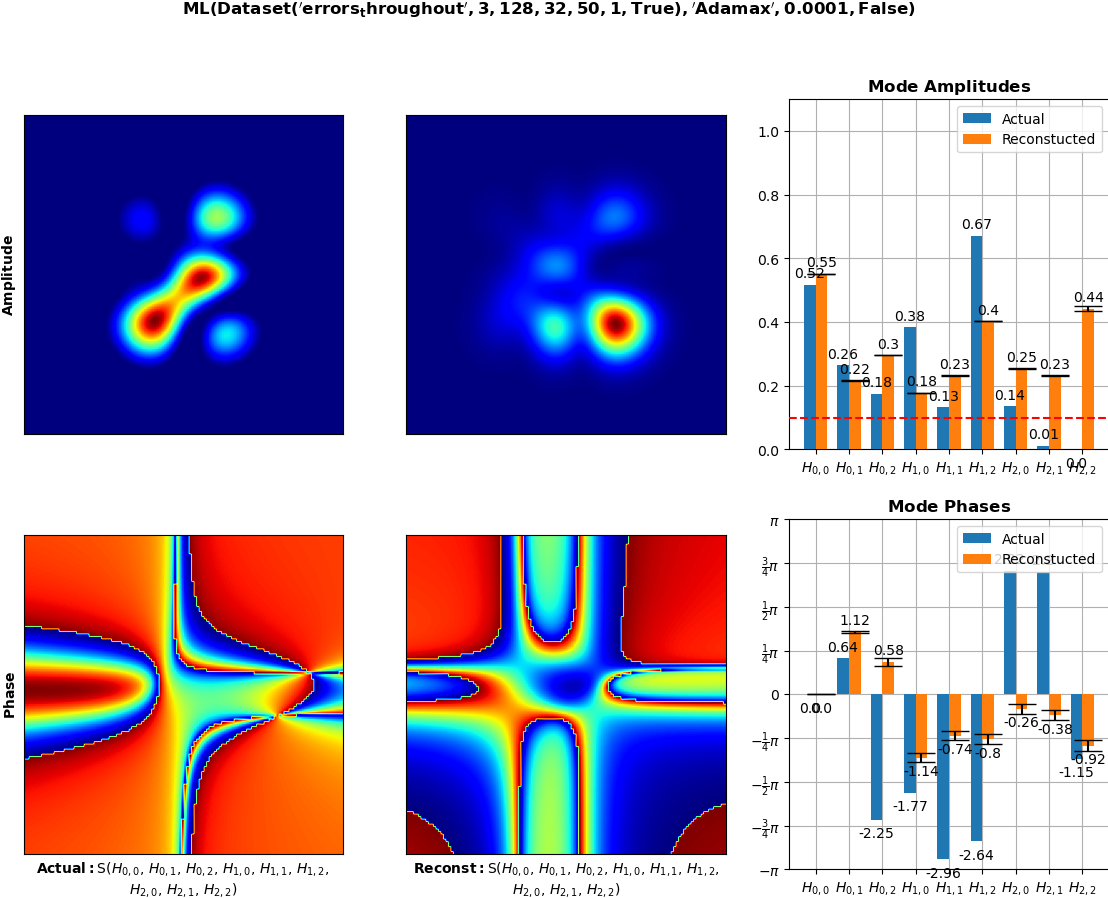 ML(Dataset('errors_throughout', 3, 128, 32, 50, 1, True), 'Adamax', 0.0001, False)
Amplitude
Mode Amplitudes
Actual
Reconstucted
1.0
0.8
0.6
0.4
0.2
0.0
0.52
0.55
0.26
0.22
0.18
0.3
0.38
0.18
0.13
0.23
0.67
0.4
0.14
0.25
0.01
0.23
0.0
0.44
H0,0 H0,1 H0,2 H1,0 H1,1 H1,2 H2,0 H2,1 H2,2
Phase
Actual: S(H0,0, H0,1, H0,2, H1,0, H1,1, H1,2,
H2,0, H2,1, H2,2)
Reconst: S(H0,0, H0,1, H0,2, H1,0, H1,1, H1,2,
H2,0, H2,1, H2,2)
Mode Phases
Actual
Reconstucted
π
3/4π
1/2π
1/4π
0
−1/4π
−1/2π
−3/4π
−π
0.0
0.0
0.64
1.12
-2.25
0.58
-1.77
-1.14
-2.96
-0.74
-2.64
-0.8
-0.26
-0.38
-1.15
-0.92
H0,0 H0,1 H0,2 H1,0 H1,1 H1,2 H2,0 H2,1 H2,2